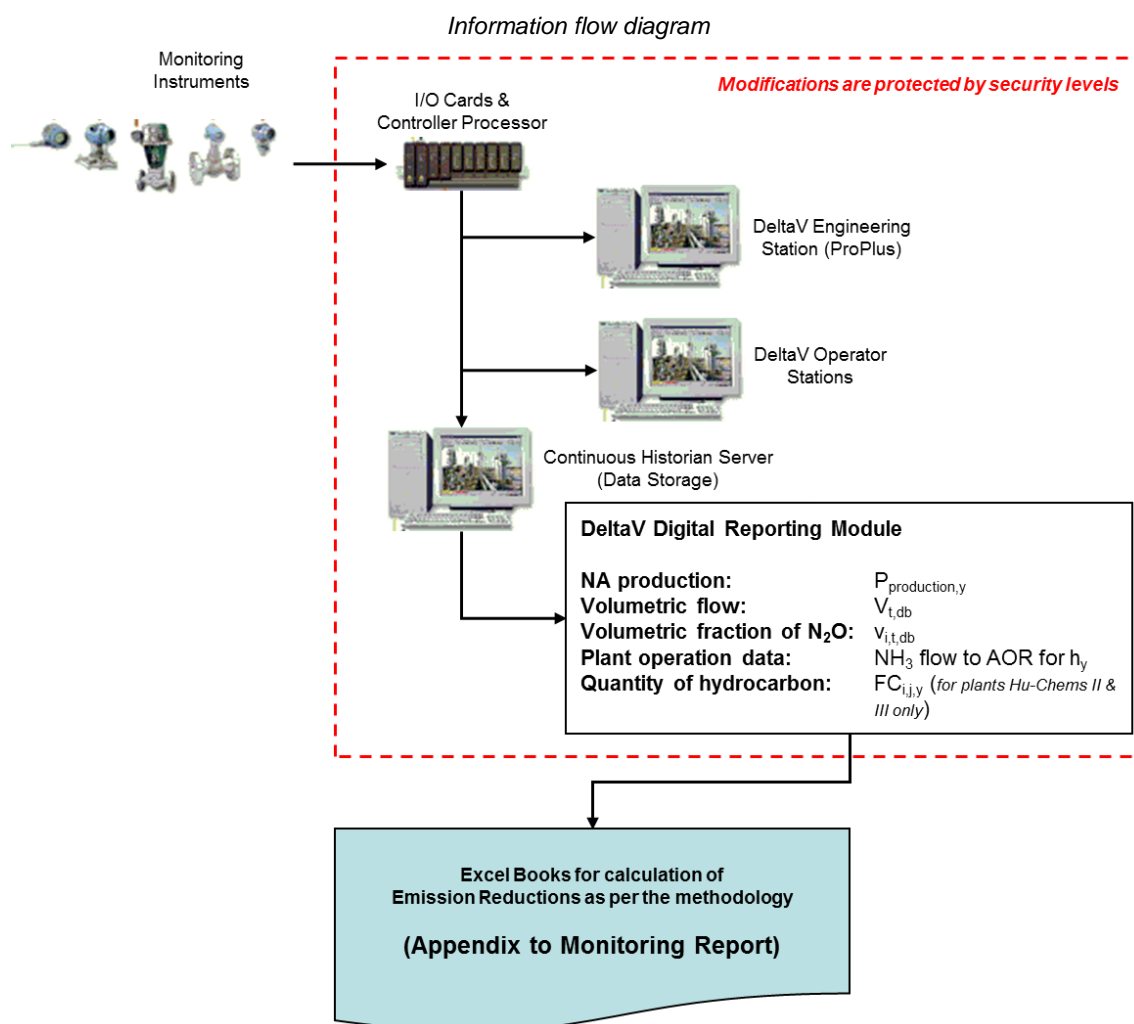 Information flow diagram
Monitoring
Instruments
Modifications are protected by security levels
I/O Cards &
Controller Processor
DeltaV Engineering
Station (ProPlus)
DeltaV Operator
Stations
Continuous Historian Server
(Data Storage)
DeltaV Digital Reporting Module
NA production: Pproduction,y
Volumetric flow: Vt,db
Volumetric fraction of N2O: vi,t,db
Plant operation data: NH3 flow to AOR for hy
Quantity of hydrocarbon: FCi,j,y (for plants Hu-Chems II &
III only)
Excel Books for calculation of
Emission Reductions as per the methodology
(Appendix to Monitoring Report)